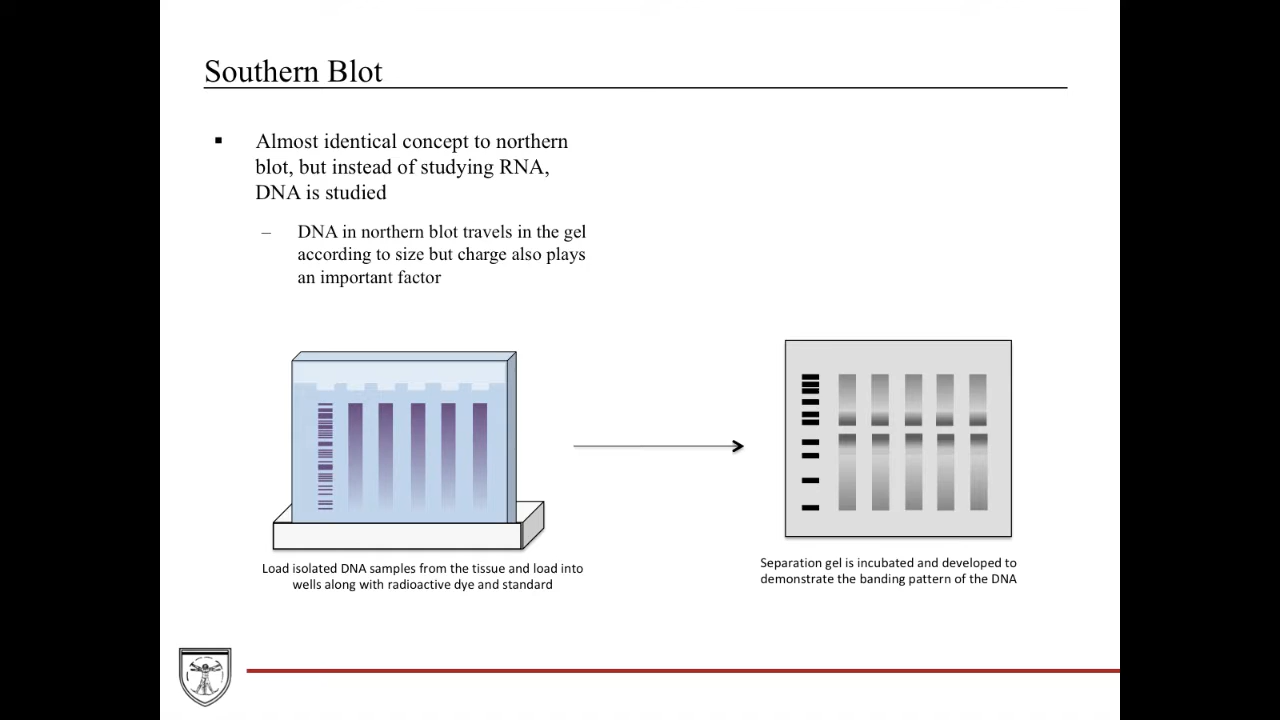 Southern Blot
▪ Almost identical concept to northern
blot, but instead of studying RNA,
DNA is studied
– DNA in northern blot travels in the gel
according to size but charge also plays
an important factor
Load isolated DNA samples from the tissue and load into
wells along with radioactive dye and standard
Separation gel is incubated and developed to
demonstrate the banding pattern of the DNA